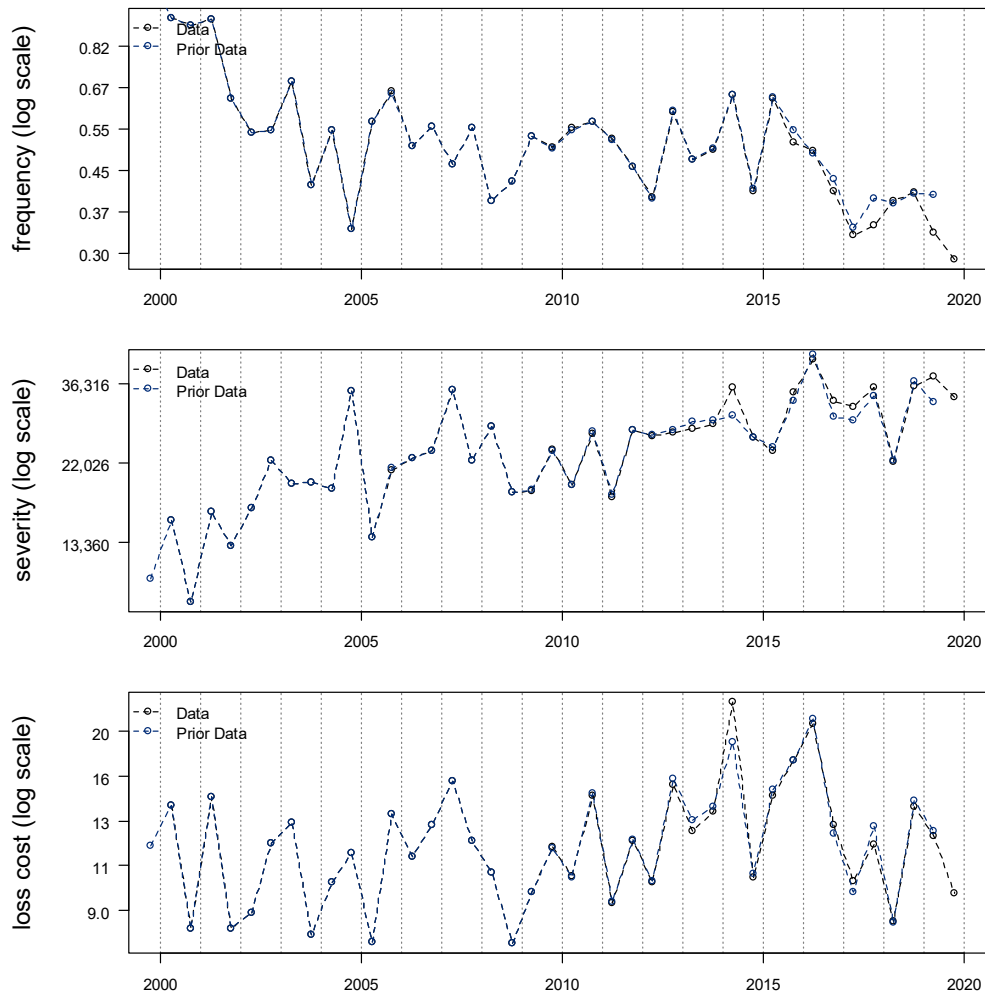 frequency (log scale)
Data
Prior Data
0.82
0.67
0.55
0.45
0.37
0.30
2000 2005 2010 2015 2020
severity (log scale)
Data
Prior Data
36,316
22,026
13,360
2000 2005 2010 2015 2020
loss cost (log scale)
Data
Prior Data
20
16
13
11
9.0
2000 2005 2010 2015 2020